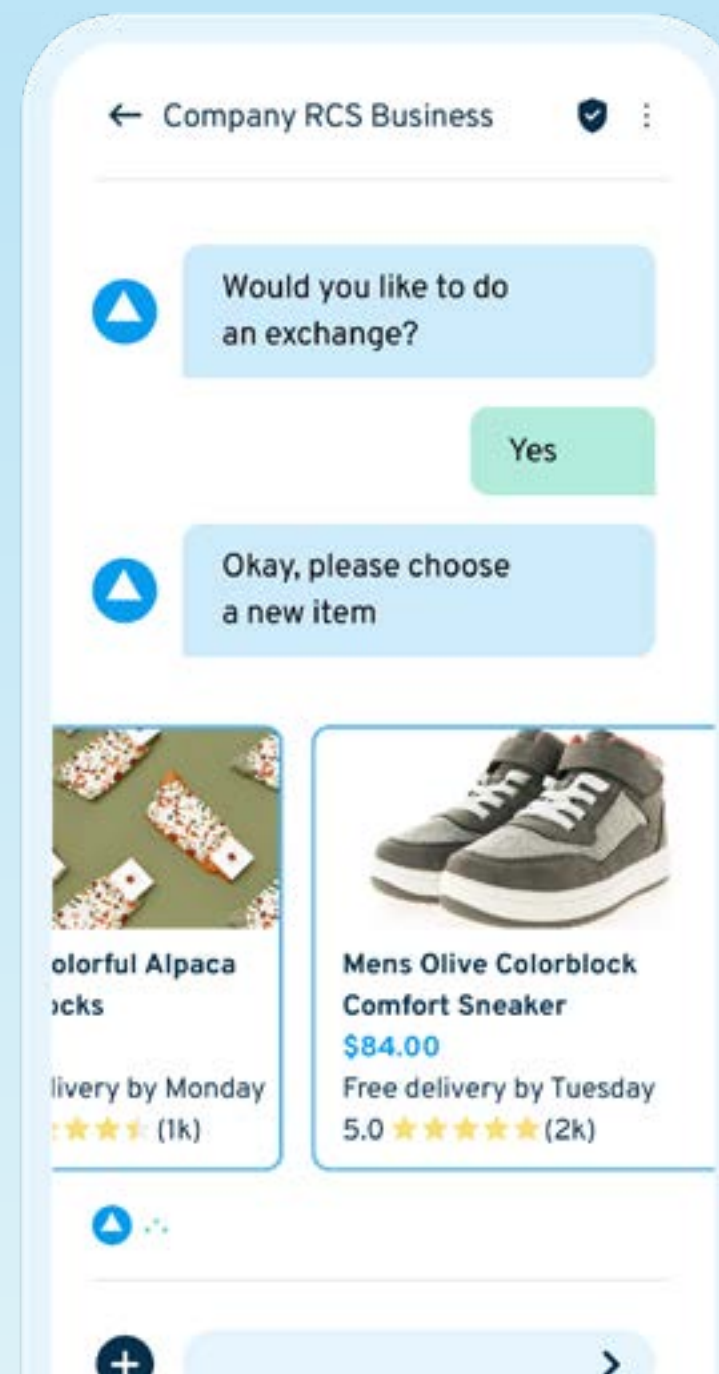 Company RCS Business
Would you like to do
an exchange?
Yes
Okay, please choose
a new item
olorful Alpaca
ocks
livery by Monday
(1k)
Mens Olive Colorblock
Comfort Sneaker
$84.00
Free delivery by Tuesday
5.0 (2k)